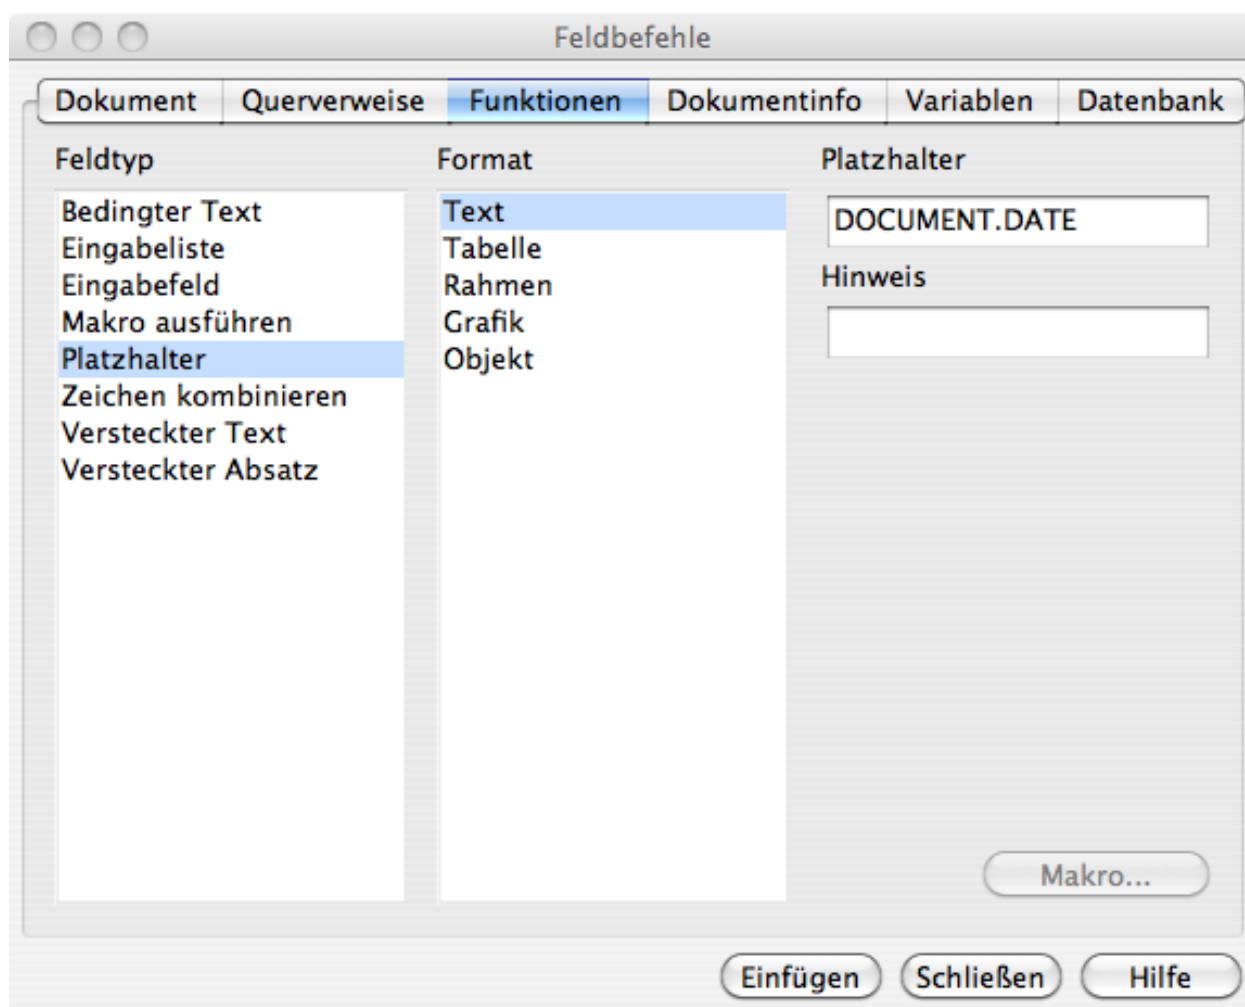 Feldbefehle
Dokument Querverweise Funktionen Dokumentinfo Variablen Datenbank
Feldtyp
Bedingter Text
Eingabeliste
Eingabefeld
Makro ausführen
Platzhalter
Zeichen kombinieren
Versteckter Text
Versteckter Absatz
Format
Text
Tabelle
Rahmen
Grafik
Objekt
Platzhalter
DOCUMENT.DATE
Hinweis
Makro...
Einfügen Schließen Hilfe